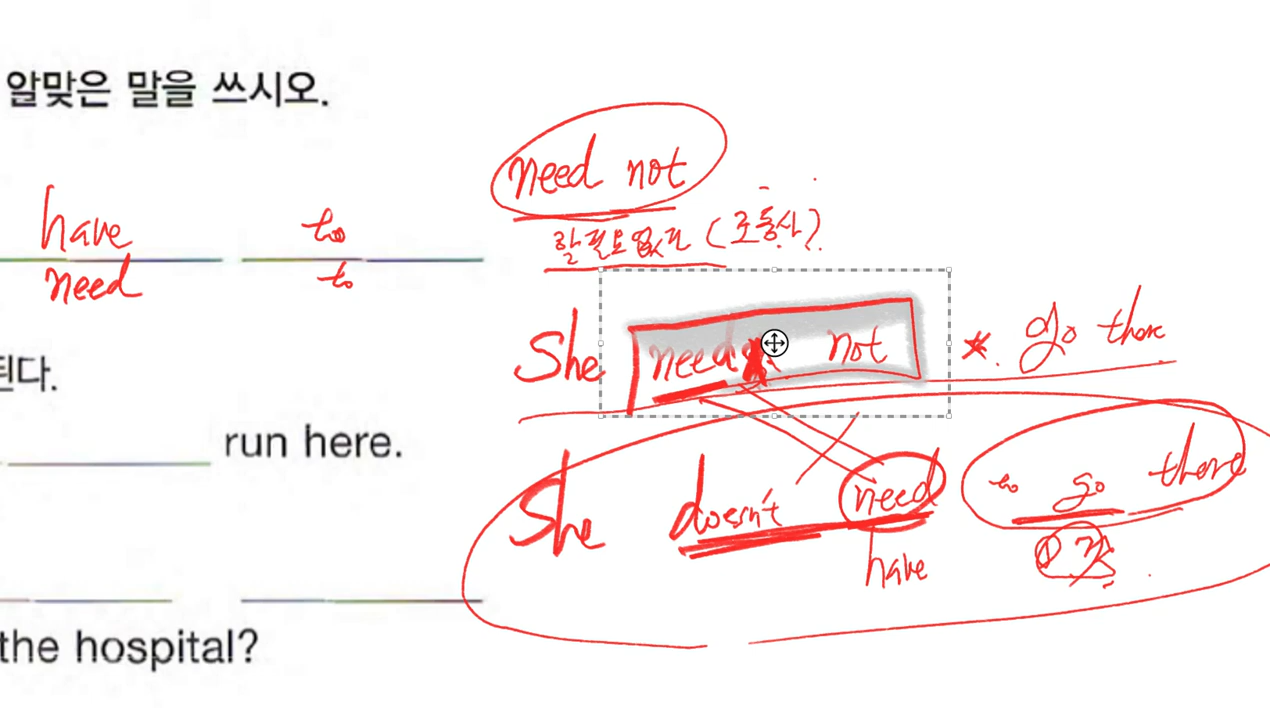 알맞은 말을 쓰시오.
need not
have to
할 필요 없다 (조동사)
need to
She need not go there
된다.
run here.
She doesn't need to go there
have
the hospital?